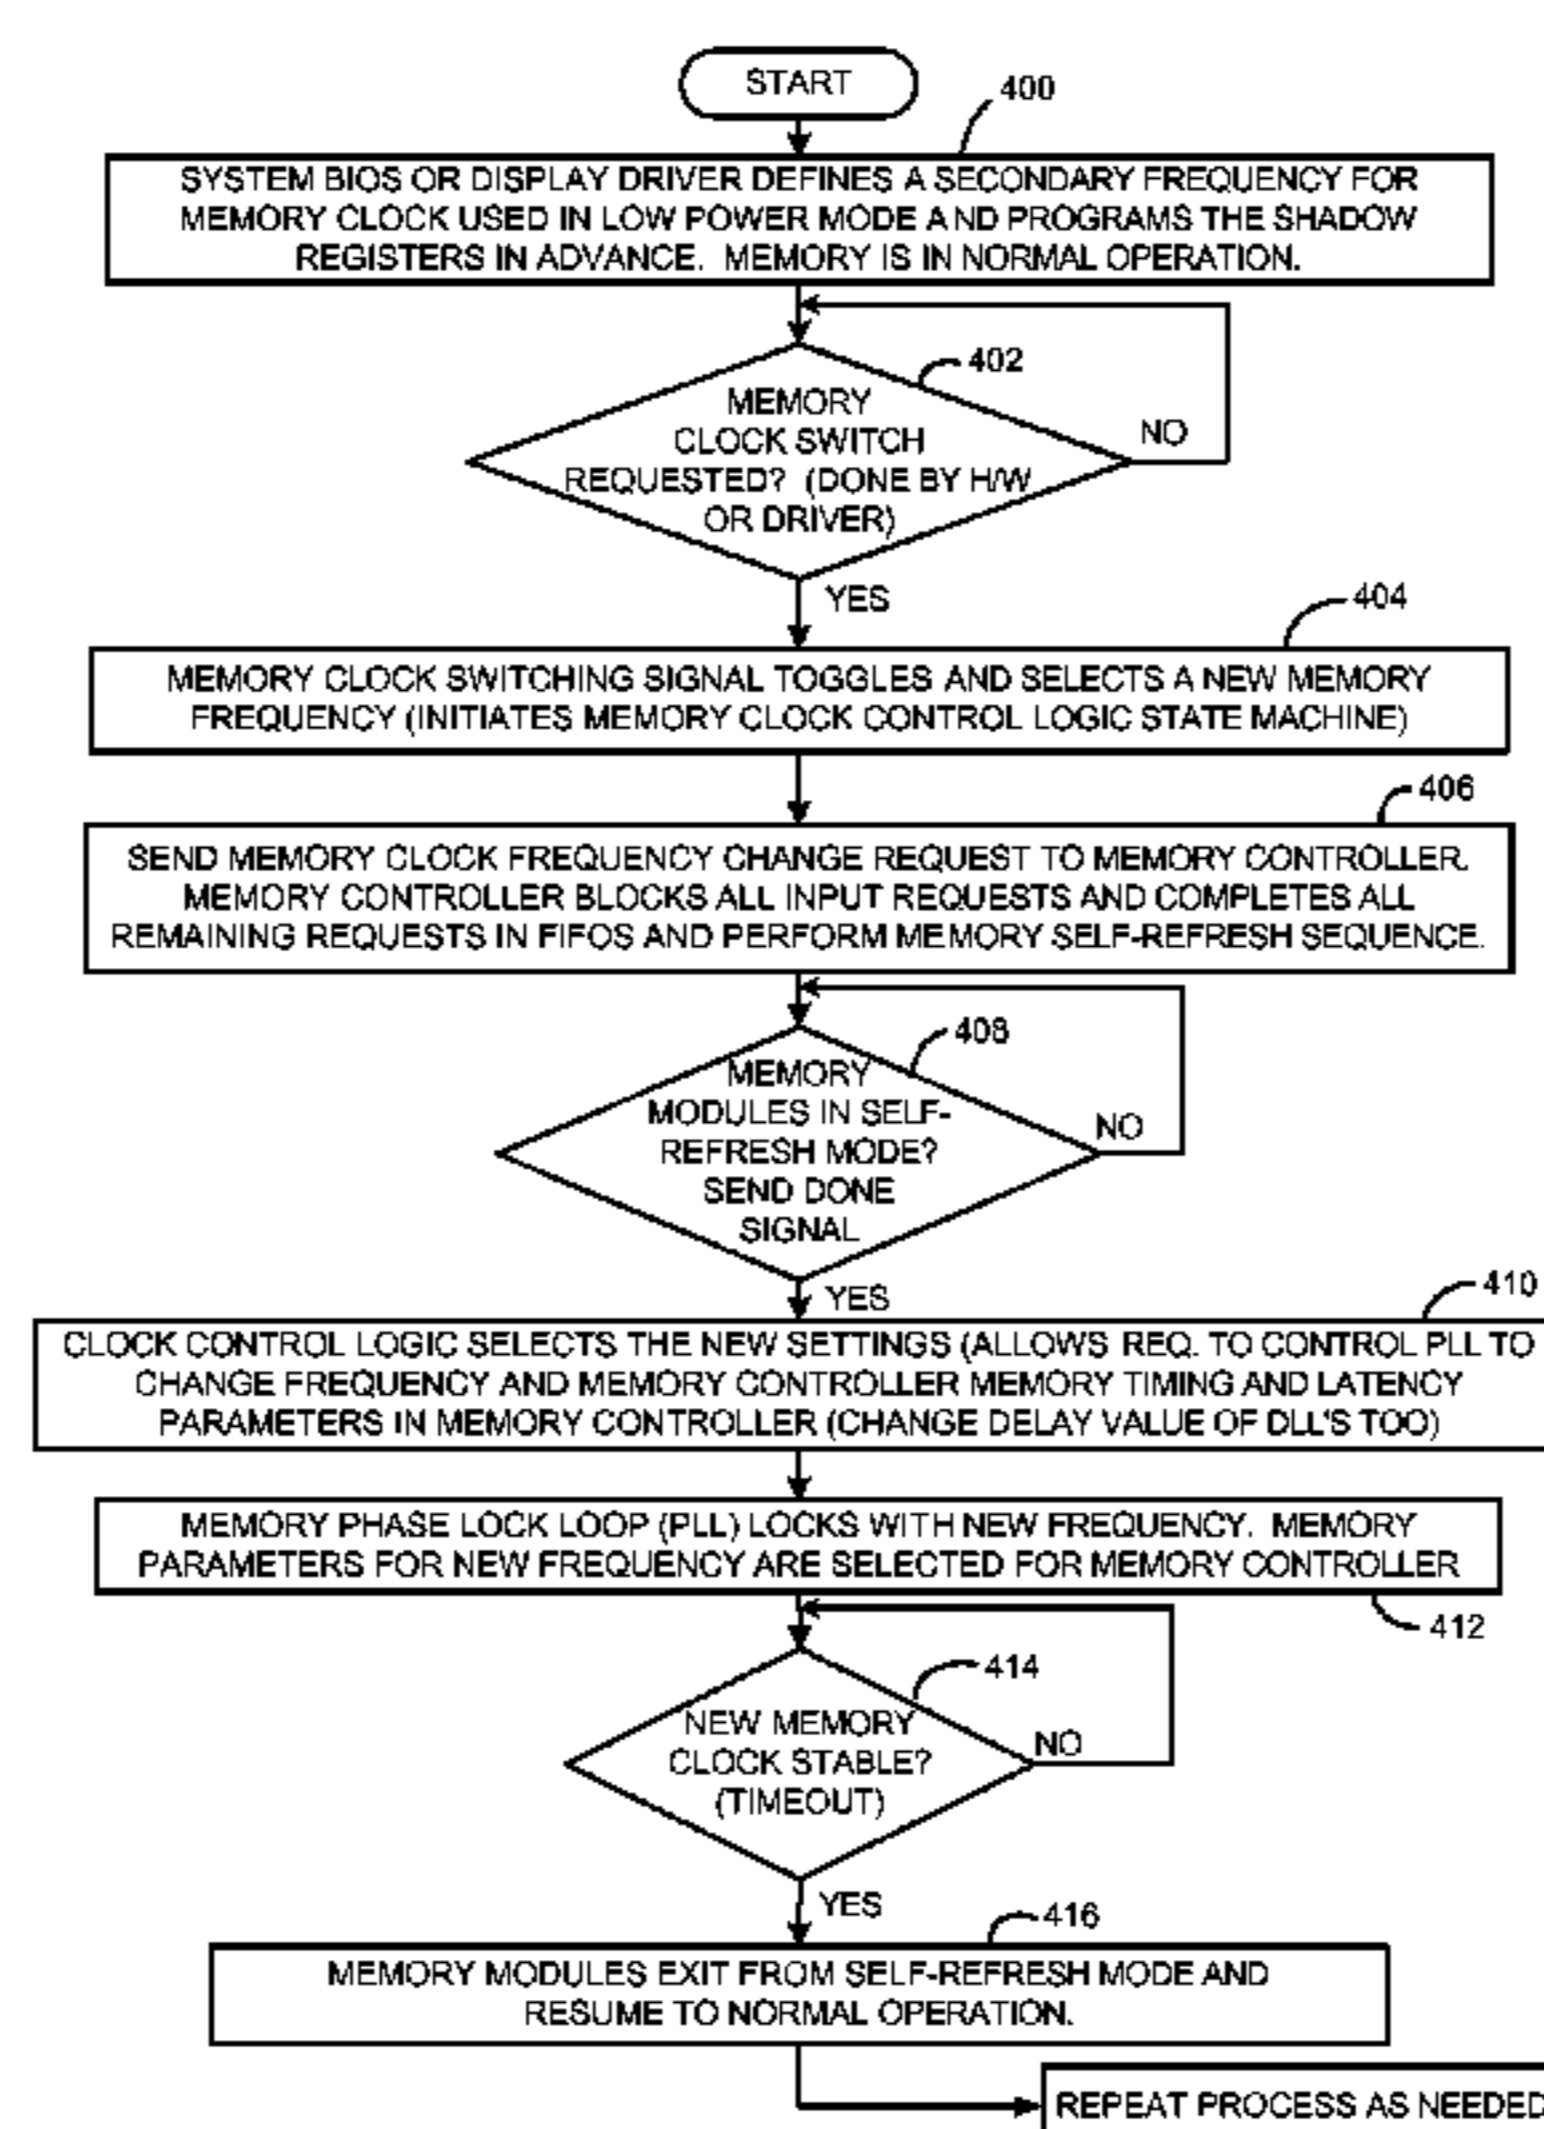 START
400
SYSTEM BIOS OR DISPLAY DRIVER DEFINES A SECONDARY FREQUENCY FOR
MEMORY CLOCK USED IN LOW POWER MODE AND PROGRAMS THE SHADOW
REGISTERS IN ADVANCE. MEMORY IS IN NORMAL OPERATION.
402
MEMORY
CLOCK SWITCH
REQUESTED? (DONE BY H/W
OR DRIVER)
NO
YES
404
MEMORY CLOCK SWITCHING SIGNAL TOGGLES AND SELECTS A NEW MEMORY
FREQUENCY (INITIATES MEMORY CLOCK CONTROL LOGIC STATE MACHINE)
406
SEND MEMORY CLOCK FREQUENCY CHANGE REQUEST TO MEMORY CONTROLLER.
MEMORY CONTROLLER BLOCKS ALL INPUT REQUESTS AND COMPLETES ALL
REMAINING REQUESTS IN FIFOS AND PERFORM MEMORY SELF-REFRESH SEQUENCE.
408
MEMORY
MODULES IN SELF-
REFRESH MODE?
SEND DONE
SIGNAL
NO
YES
410
CLOCK CONTROL LOGIC SELECTS THE NEW SETTINGS (ALLOWS REQ. TO CONTROL PLL TO
CHANGE FREQUENCY AND MEMORY CONTROLLER MEMORY TIMING AND LATENCY
PARAMETERS IN MEMORY CONTROLLER (CHANGE DELAY VALUE OF DLL'S TOO)
MEMORY PHASE LOCK LOOP (PLL) LOCKS WITH NEW FREQUENCY. MEMORY
PARAMETERS FOR NEW FREQUENCY ARE SELECTED FOR MEMORY CONTROLLER
412
414
NEW MEMORY
CLOCK STABLE?
(TIMEOUT)
NO
YES
416
MEMORY MODULES EXIT FROM SELF-REFRESH MODE AND
RESUME TO NORMAL OPERATION.
REPEAT PROCESS AS NEEDED